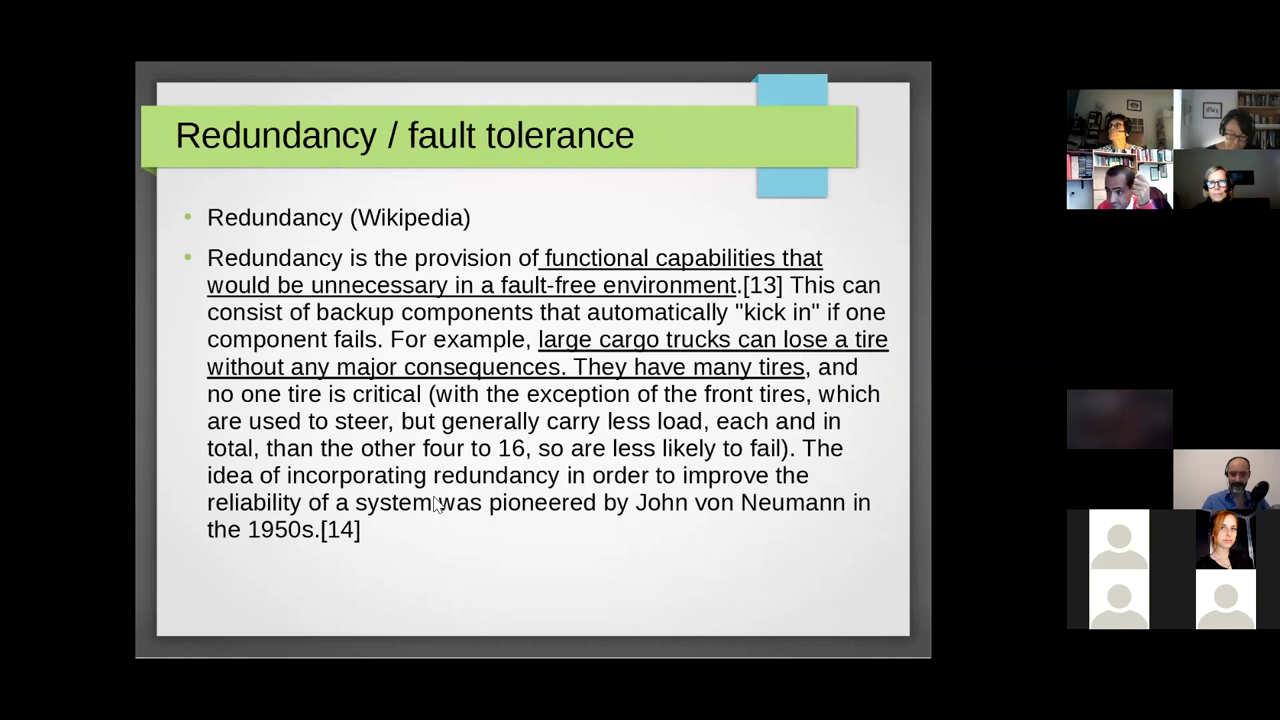 Redundancy / fault tolerance
Redundancy (Wikipedia)
Redundancy is the provision of functional capabilities that
would be unnecessary in a fault-free environment.[13] This can
consist of backup components that automatically "kick in" if one
component fails. For example, large cargo trucks can lose a tire
without any major consequences. They have many tires, and
no one tire is critical (with the exception of the front tires, which
are used to steer, but generally carry less load, each and in
total, than the other four to 16, so are less likely to fail). The
idea of incorporating redundancy in order to improve the
reliability of a system was pioneered by John von Neumann in
the 1950s.[14]